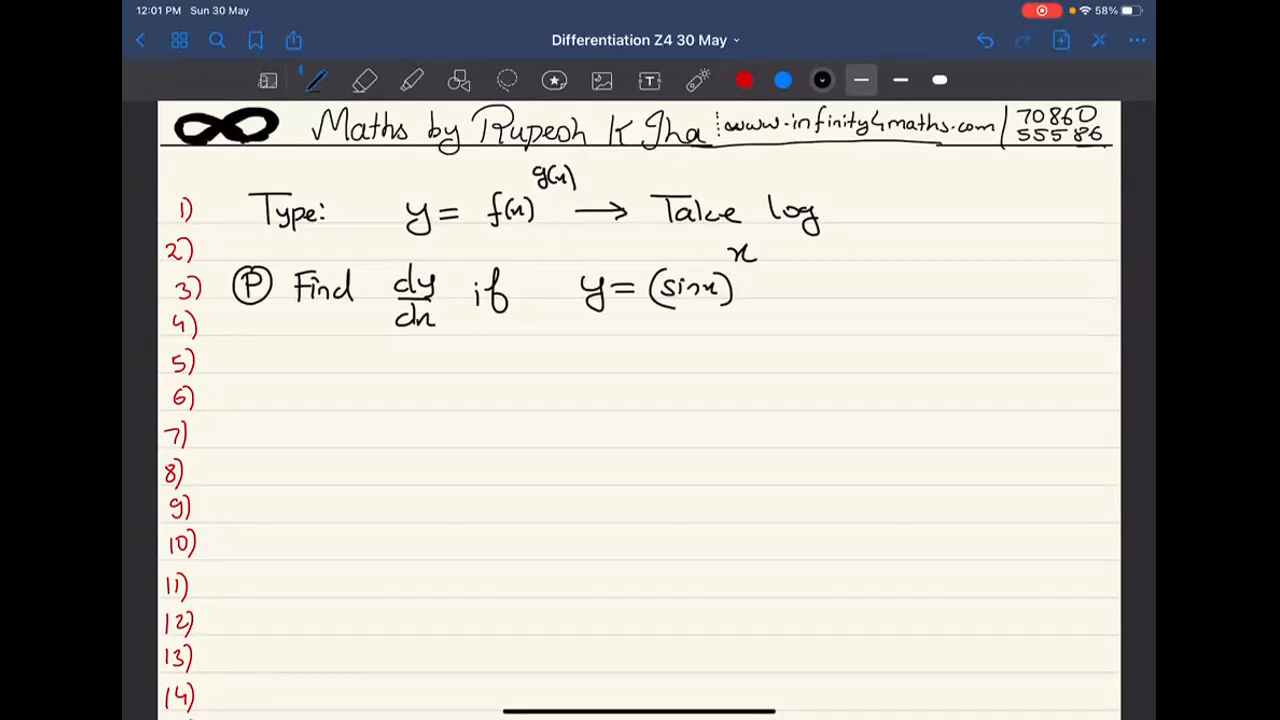 12:01 PM Sun 30 May 58%
Differentiation Z4 30 May
∞ Maths by Rupesh K Jha www.infinity4maths.com / 70860 55586
1) Type: y = f(x)^g(x) → Take log
2)
3) (P) Find dy/dx if y = (sinx)^x
4)
5)
6)
7)
8)
9)
10)
11)
12)
13)
14)